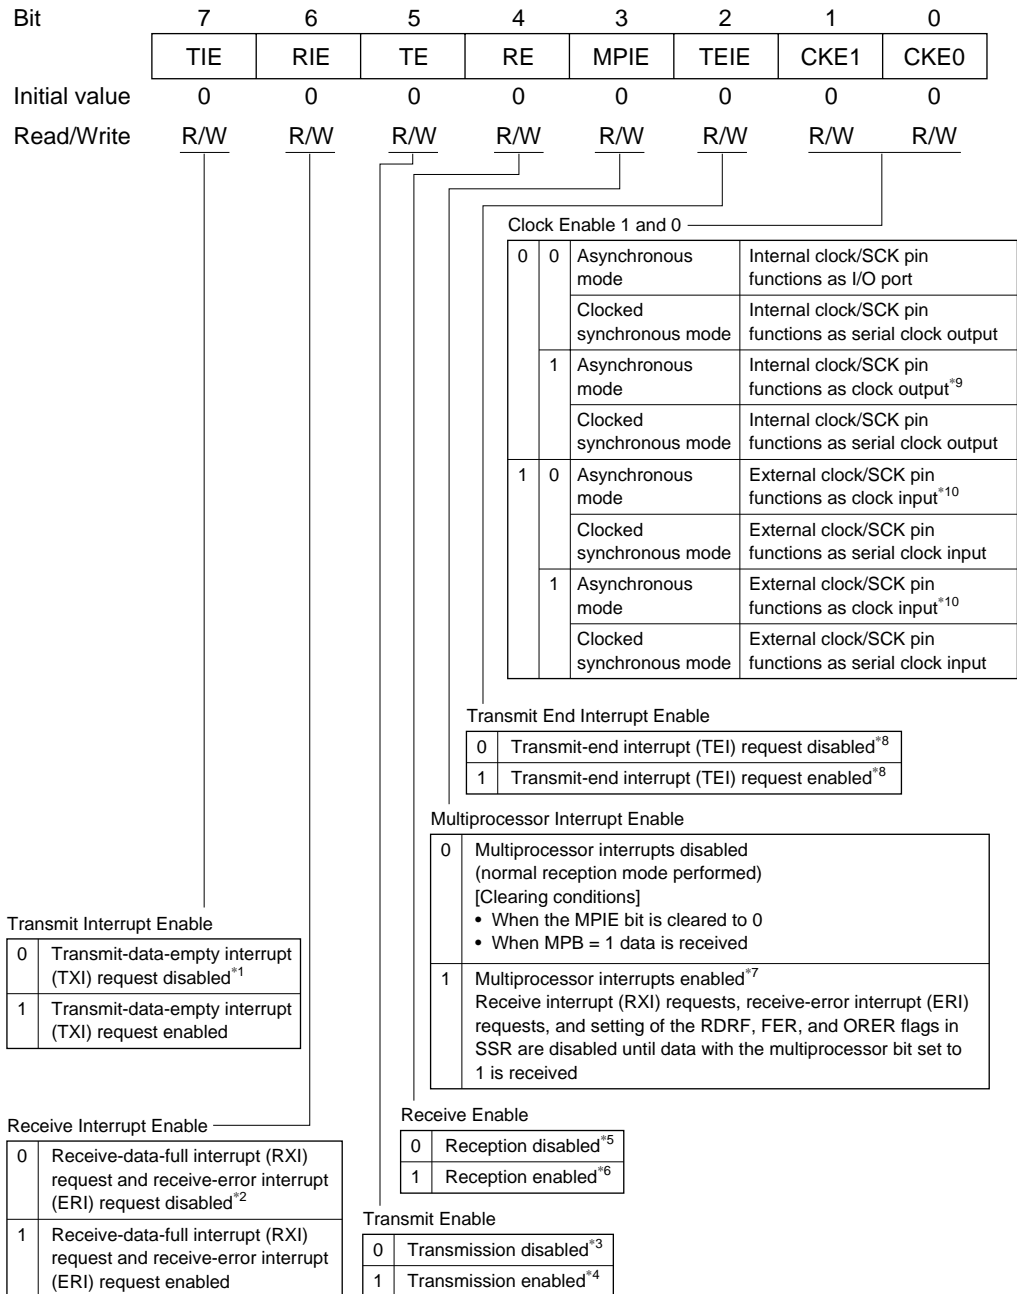 Bit 7 6 5 4 3 2 1 0
TIE RIE TE RE MPIE TEIE CKE1 CKE0
Initial value 0 0 0 0 0 0 0 0
Read/Write R/W R/W R/W R/W R/W R/W R/W R/W
Clock Enable 1 and 0
0 0 Asynchronous mode Internal clock/SCK pin functions as I/O port
Clocked synchronous mode Internal clock/SCK pin functions as serial clock output
1 Asynchronous mode Internal clock/SCK pin functions as clock output*9
Clocked synchronous mode Internal clock/SCK pin functions as serial clock output
1 0 Asynchronous mode External clock/SCK pin functions as clock input*10
Clocked synchronous mode External clock/SCK pin functions as serial clock input
1 Asynchronous mode External clock/SCK pin functions as clock input*10
Clocked synchronous mode External clock/SCK pin functions as serial clock input
Transmit End Interrupt Enable
0 Transmit-end interrupt (TEI) request disabled*8
1 Transmit-end interrupt (TEI) request enabled*8
Multiprocessor Interrupt Enable
0 Multiprocessor interrupts disabled
(normal reception mode performed)
[Clearing conditions]
• When the MPIE bit is cleared to 0
• When MPB = 1 data is received
1 Multiprocessor interrupts enabled*7
Receive interrupt (RXI) requests, receive-error interrupt (ERI)
requests, and setting of the RDRF, FER, and ORER flags in
SSR are disabled until data with the multiprocessor bit set to
1 is received
Transmit Interrupt Enable
0 Transmit-data-empty interrupt
(TXI) request disabled*1
1 Transmit-data-empty interrupt
(TXI) request enabled
Receive Enable
0 Reception disabled*5
1 Reception enabled*6
Receive Interrupt Enable
0 Receive-data-full interrupt (RXI)
request and receive-error interrupt
(ERI) request disabled*2
1 Receive-data-full interrupt (RXI)
request and receive-error interrupt
(ERI) request enabled
Transmit Enable
0 Transmission disabled*3
1 Transmission enabled*4